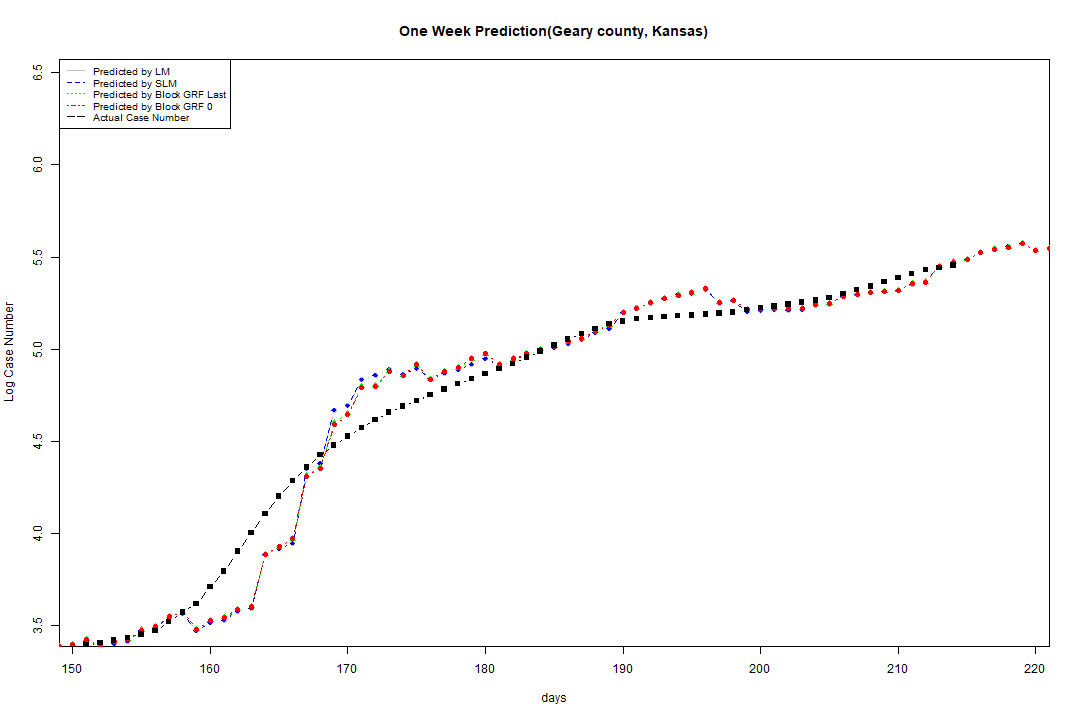 One Week Prediction(Geary county, Kansas)
Predicted by LM
Predicted by SLM
Predicted by Block GRF Last
Predicted by Block GRF 0
Actual Case Number
6.5
6.0
5.5
5.0
4.5
4.0
3.5
Log Case Number
150 160 170 180 190 200 210 220
days